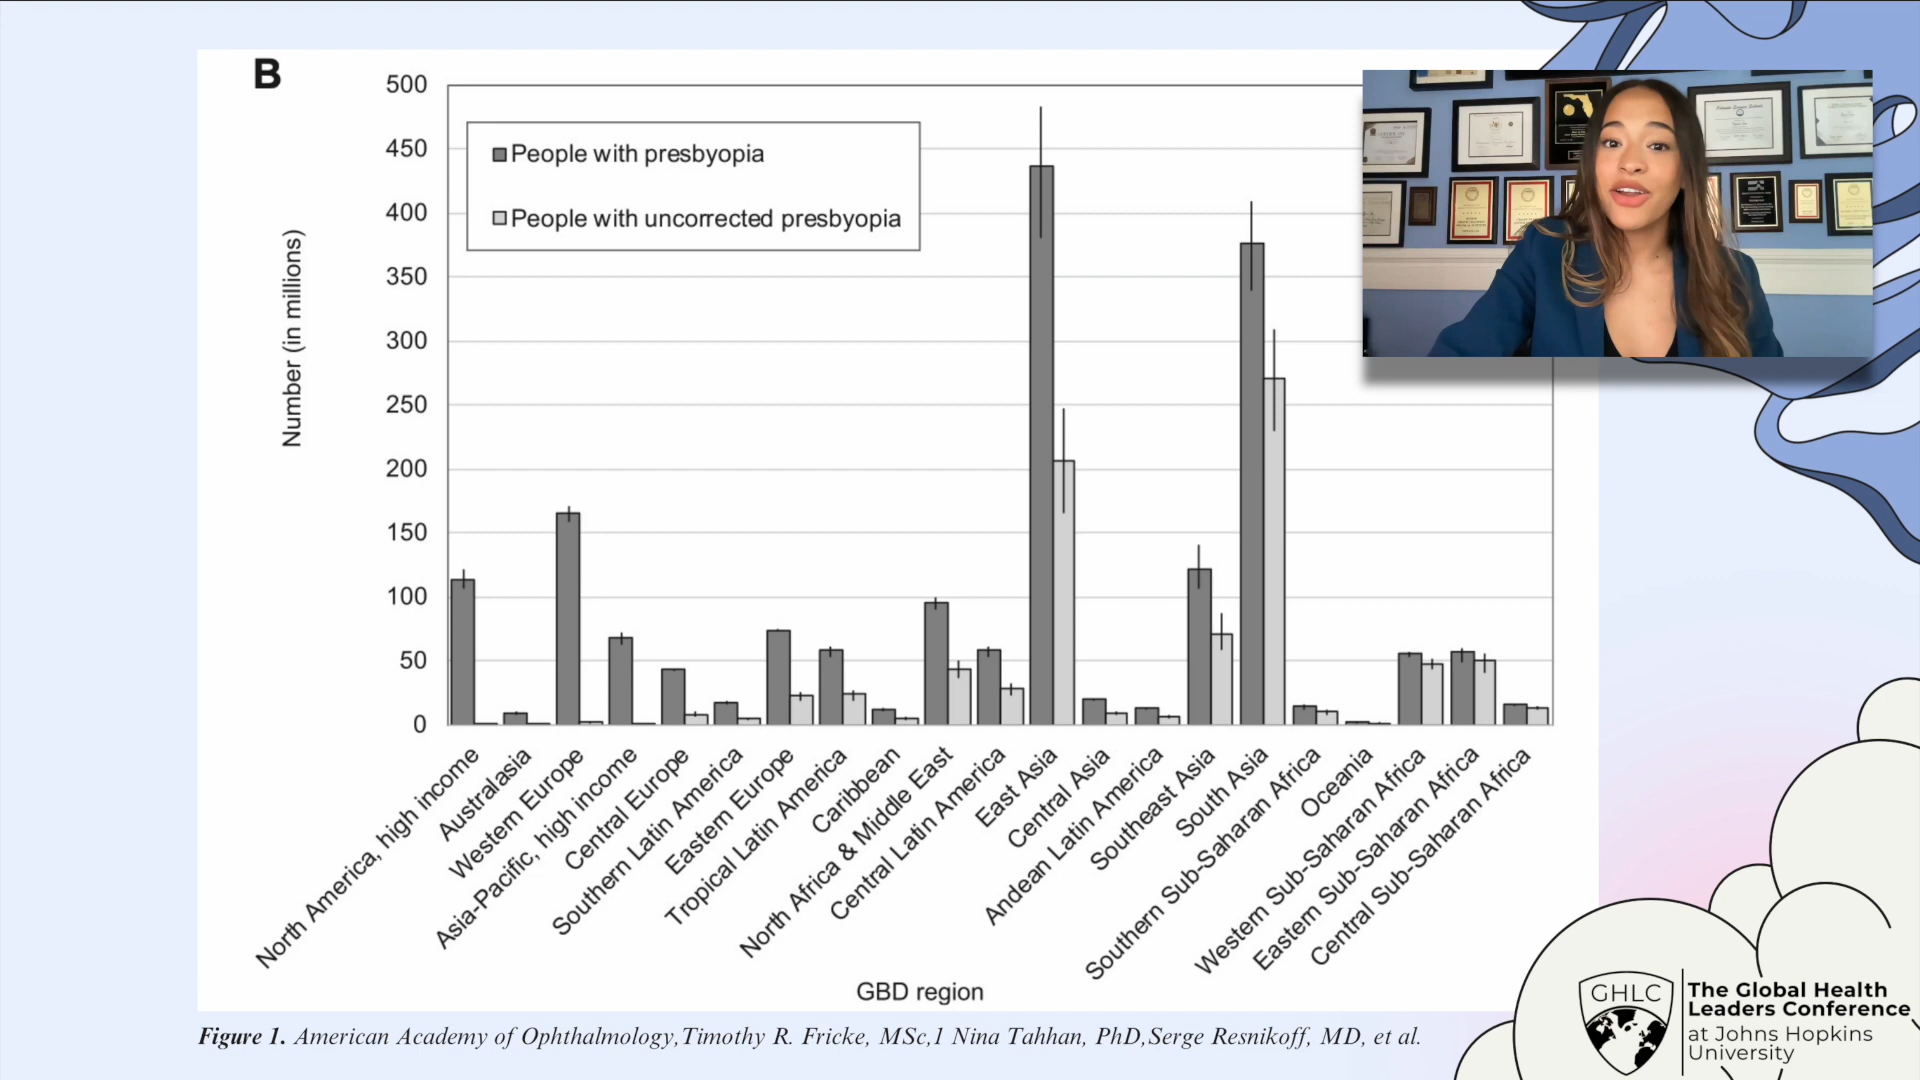 B
500
450
400
350
300
250
200
150
100
50
0
Number (in millions)
People with presbyopia
People with uncorrected presbyopia
North America, high income
Australasia
Western Europe
Asia-Pacific, high income
Central Europe
Southern Latin America
Eastern Europe
Tropical Latin America
Caribbean
North Africa & Middle East
Central Latin America
East Asia
Central Asia
Andean Latin America
Southeast Asia
South Asia
Southern Sub-Saharan Africa
Oceania
Western Sub-Saharan Africa
Eastern Sub-Saharan Africa
Central Sub-Saharan Africa
GBD region
Figure 1. American Academy of Ophthalmology,Timothy R. Fricke, MSc,1 Nina Tahhan, PhD,Serge Resnikoff, MD, et al.
GHLC
The Global Health
Leaders Conference
at Johns Hopkins
University